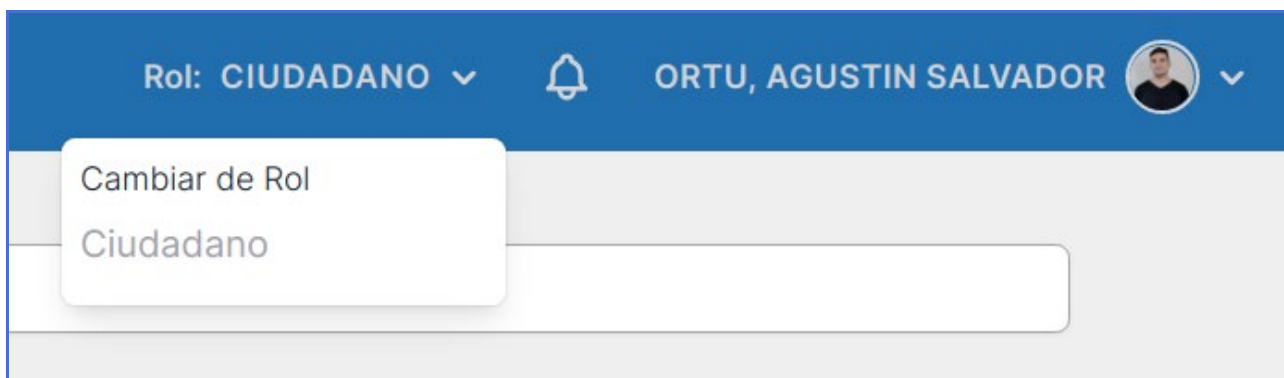 Rol: CIUDADANO ORTU, AGUSTIN SALVADOR
Cambiar de Rol
Ciudadano